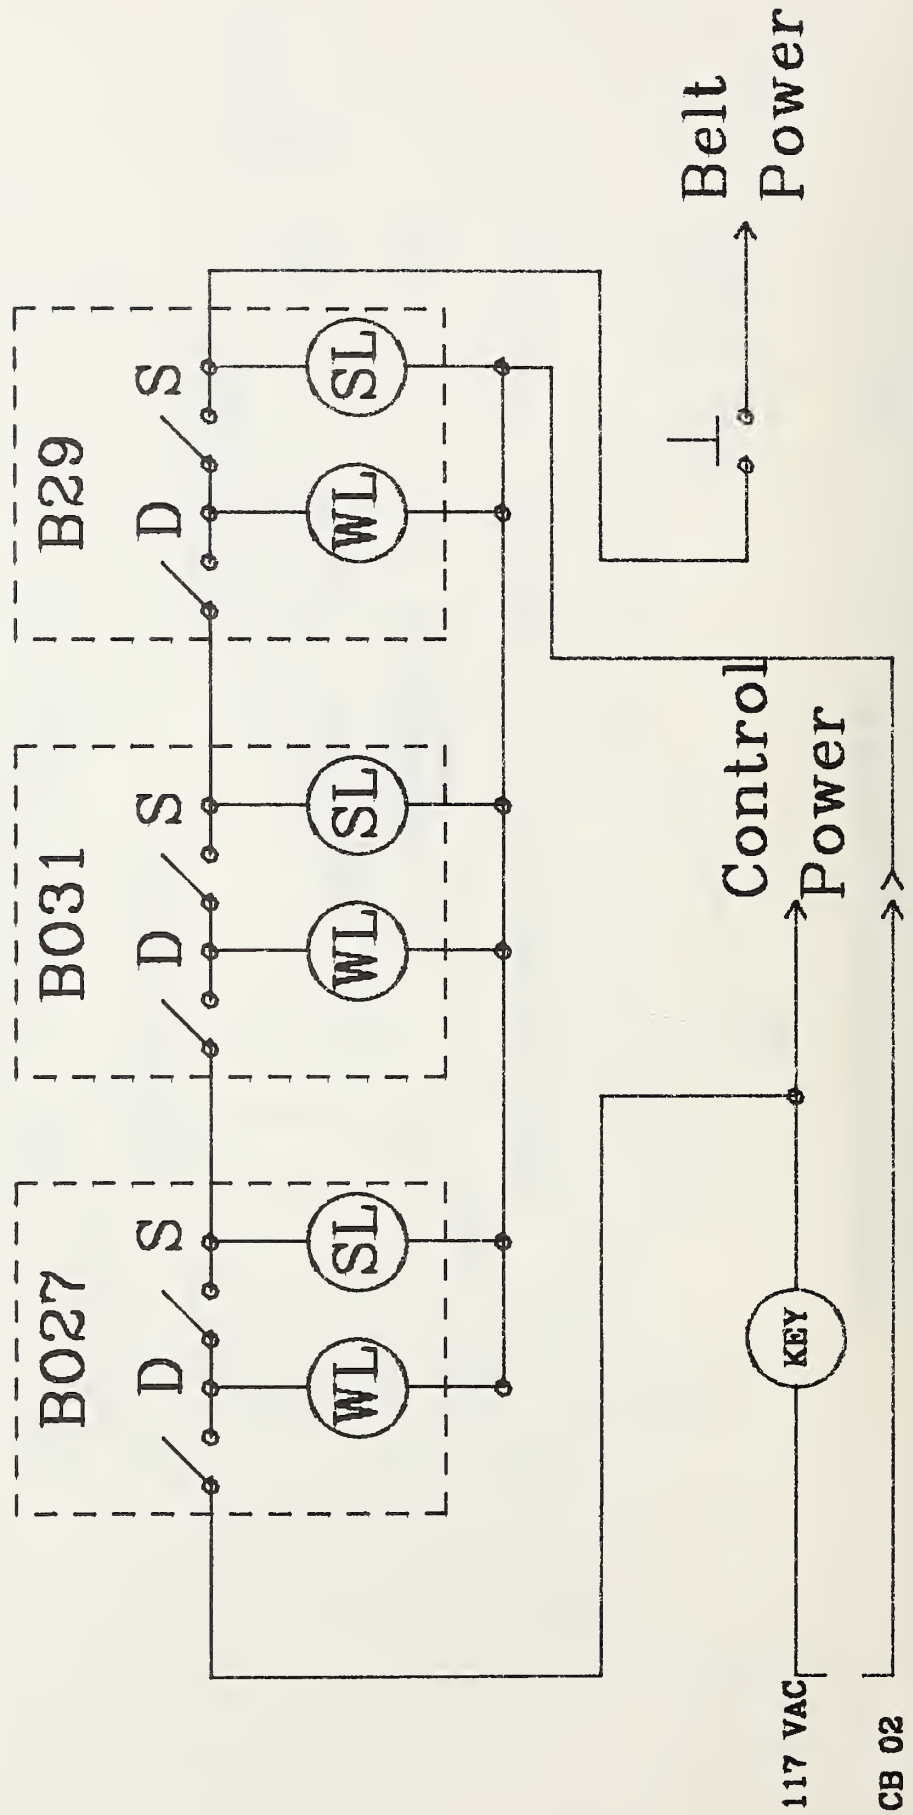 B027
D
S
WL
SL
B031
D
S
WL
SL
B29
D
S
WL
SL
117 VAC
KEY
Control
Power
Belt
Power
CB 02